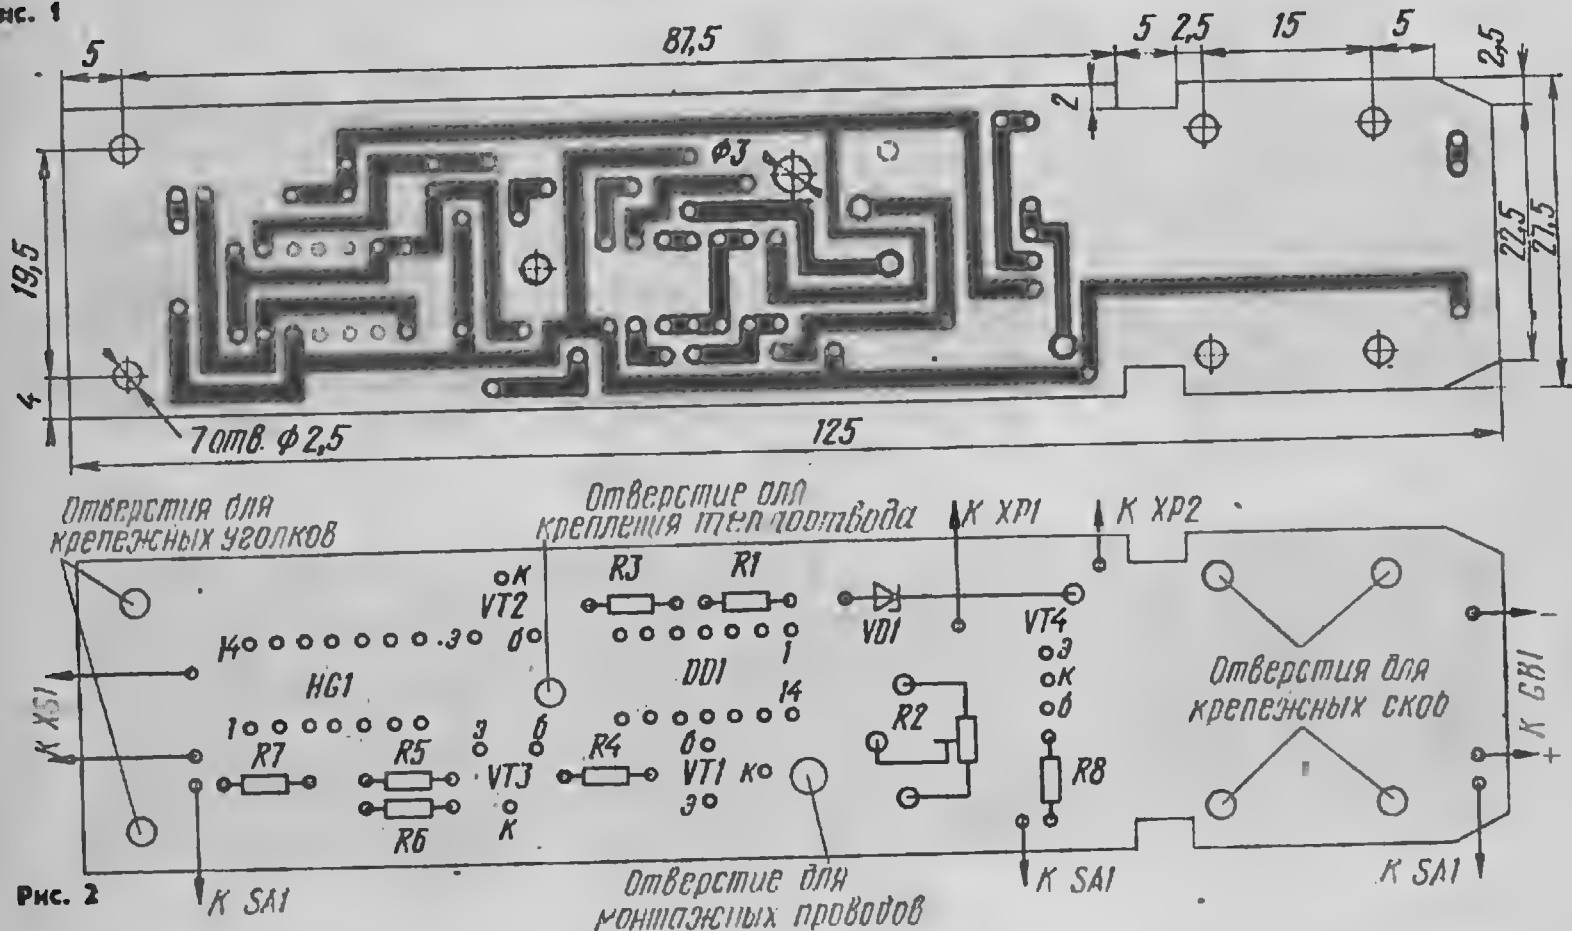 ис. 1
5
87,5
5
2,5
15
5
2,5
2
ф3
19,5
22,5
27,5
4
7 отв. ф 2,5
125
Отверстия для
крепежных уголков
Отверстие для
крепления теплоотвода
К XP1
К XP2
К
VT2
R3
R1
VD1
VT4
14
э
б
1
э
К
б
HG1
DD1
14
Отверстия для
крепежных скоб
К XS1
К GB1
-
+
1
э
б
R2
R7
R5
R4
б
VT3
VT1
К
R8
R6
К
э
Рис. 2
К SA1
Отверстие для
монтажных проводов
К SA1
К SA1